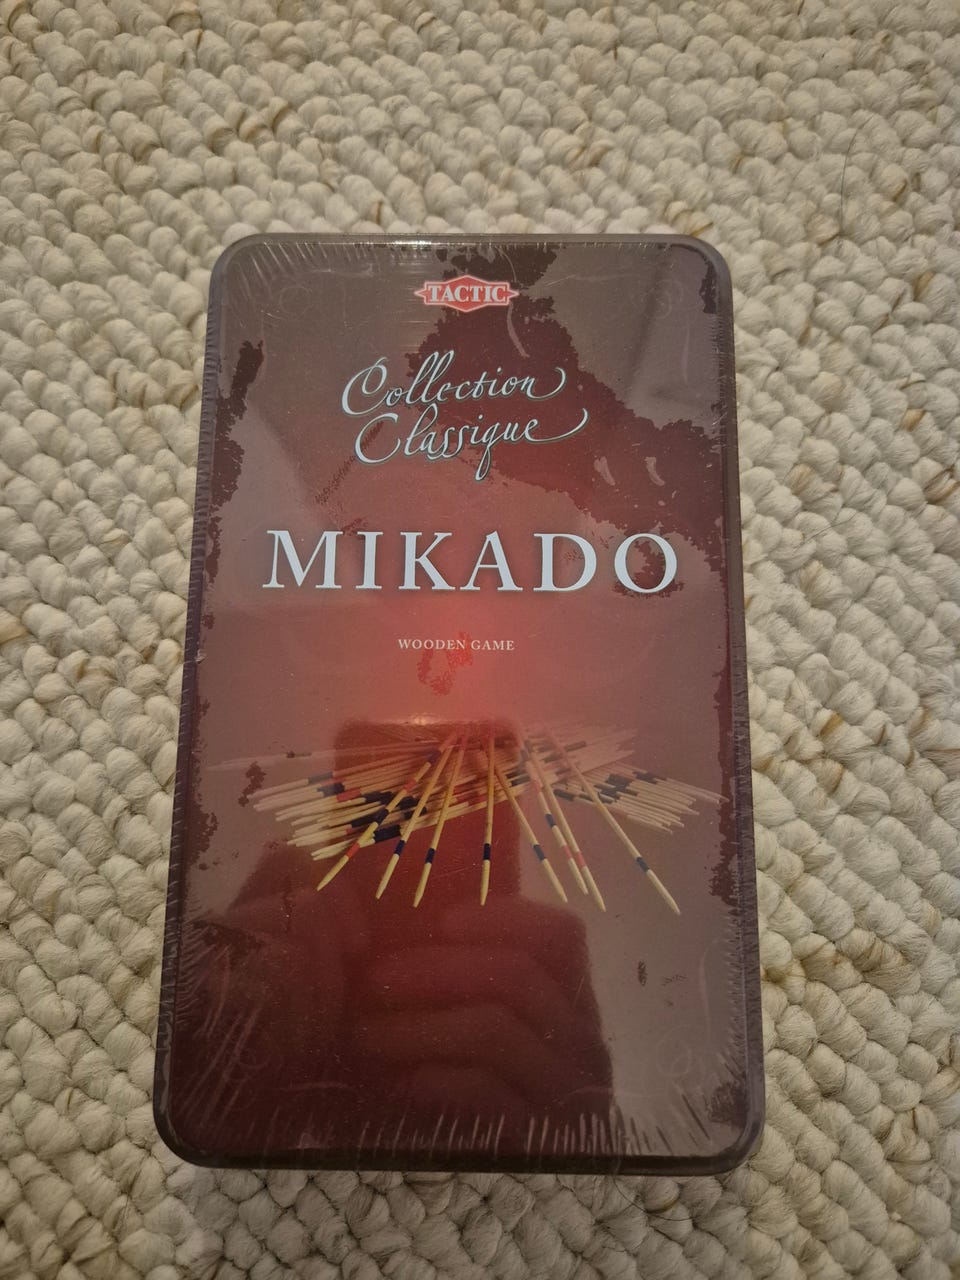 TACTIC
Collection
Classique
MIKADO
WOODEN GAME